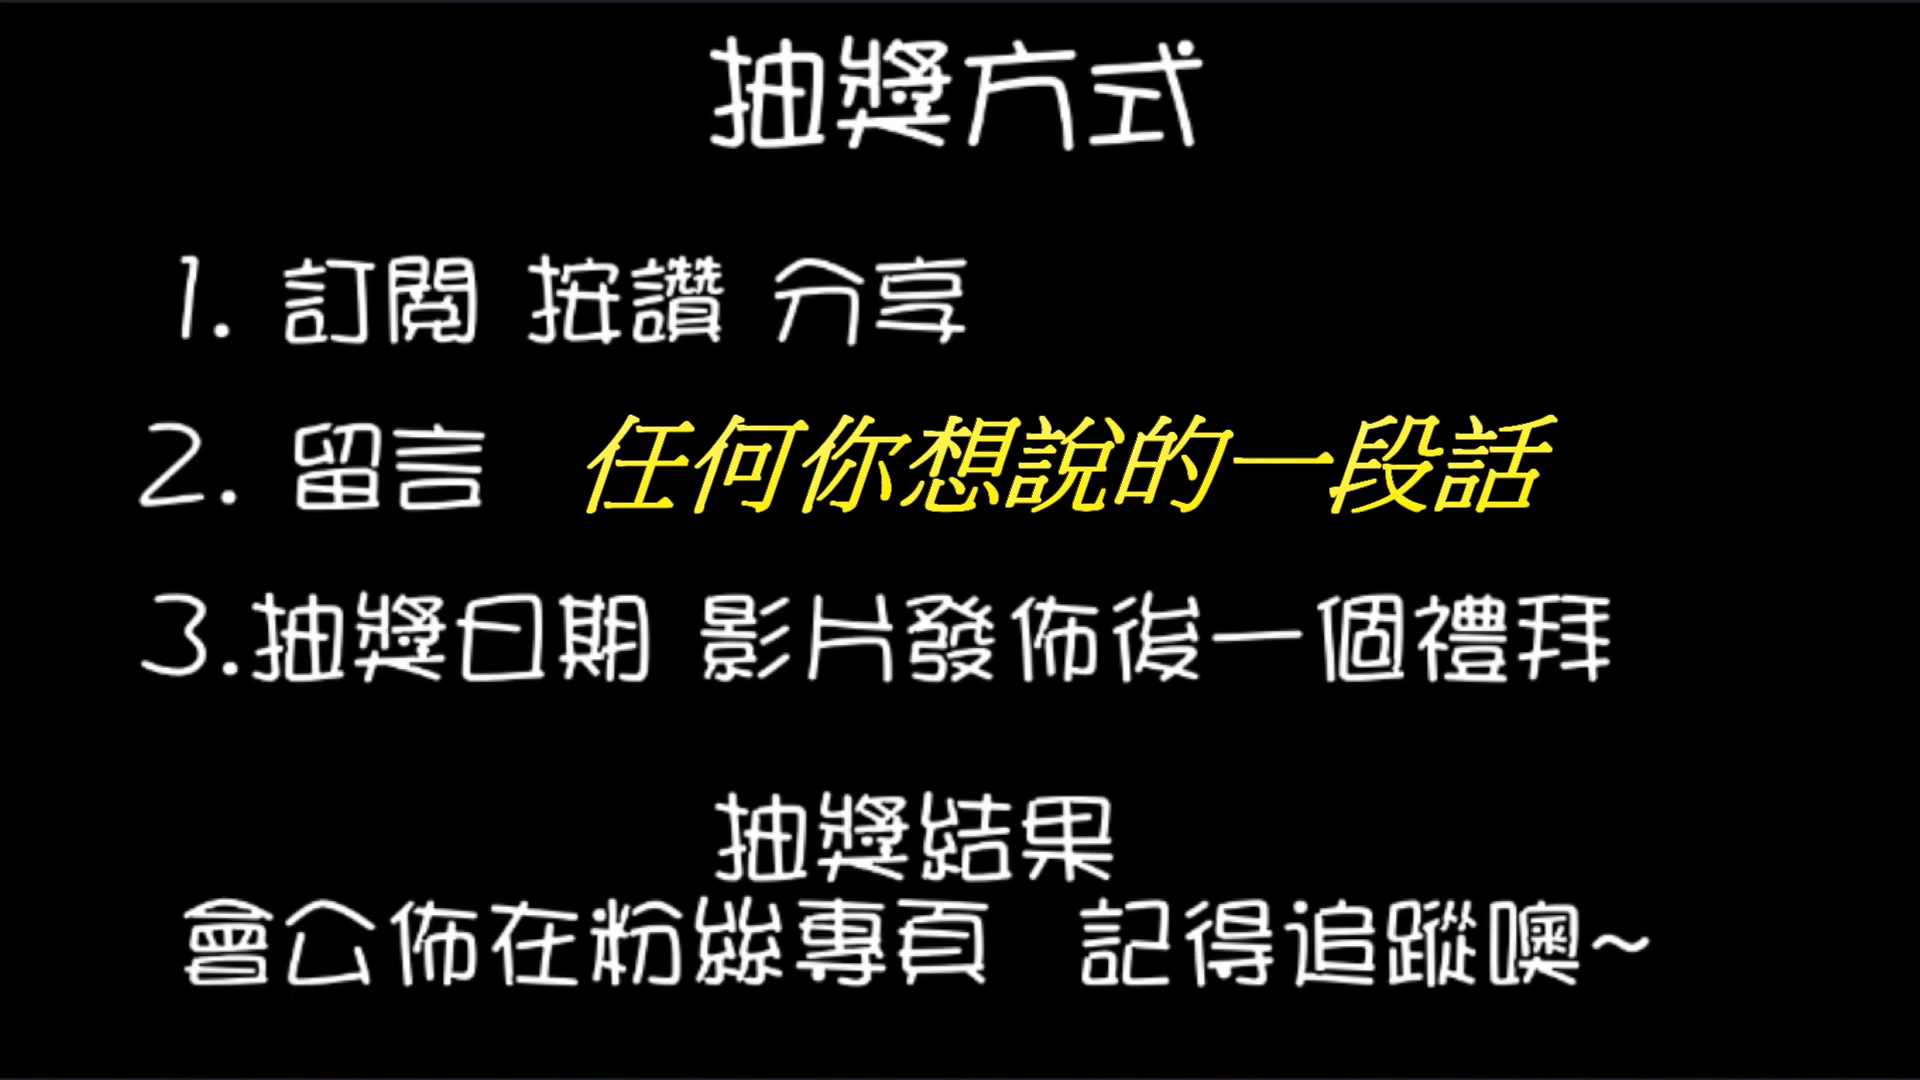 抽獎方式
1. 訂閱 按讚 分享
2. 留言 任何你想說的一段話
3.抽獎日期 影片發佈後一個禮拜
抽獎結果
會公佈在粉絲專頁 記得追蹤噢~